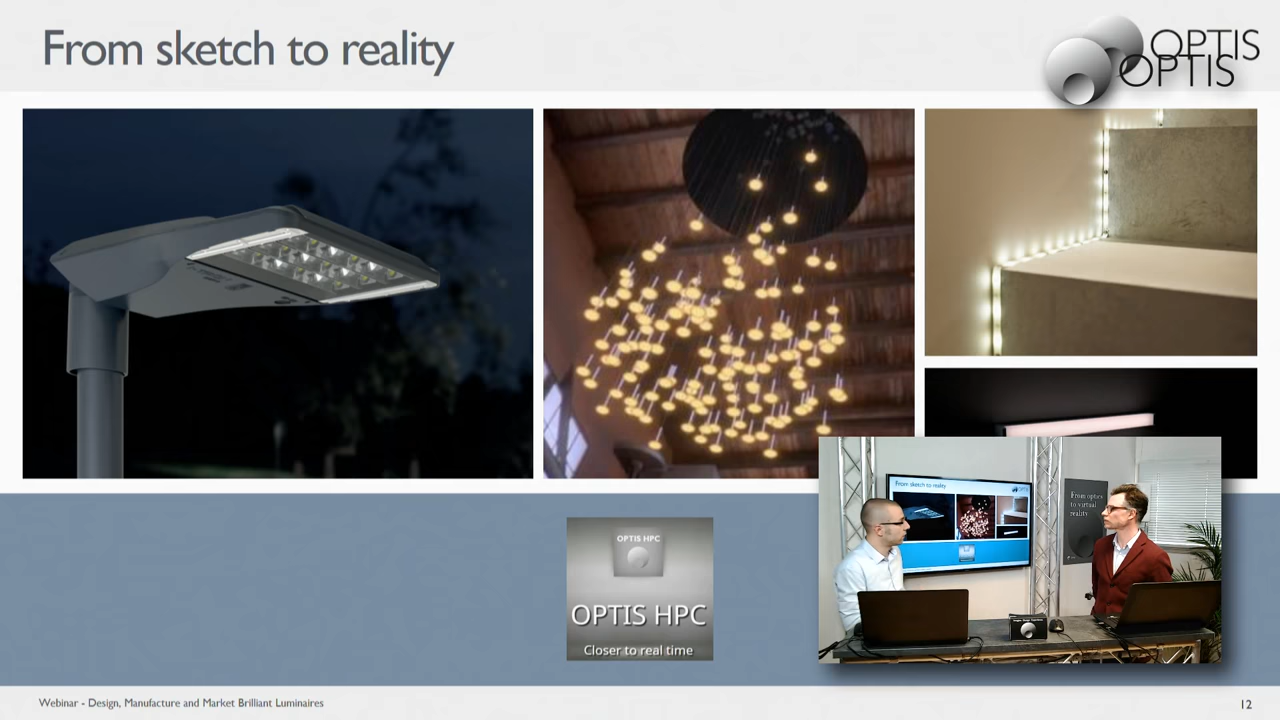 From sketch to reality
OPTIS
OPTIS
From sketch to reality
From optics
to virtual
reality
OPTIS HPC
OPTIS HPC
Closer to real time
Webinar - Design, Manufacture and Market Brilliant Luminaires
12